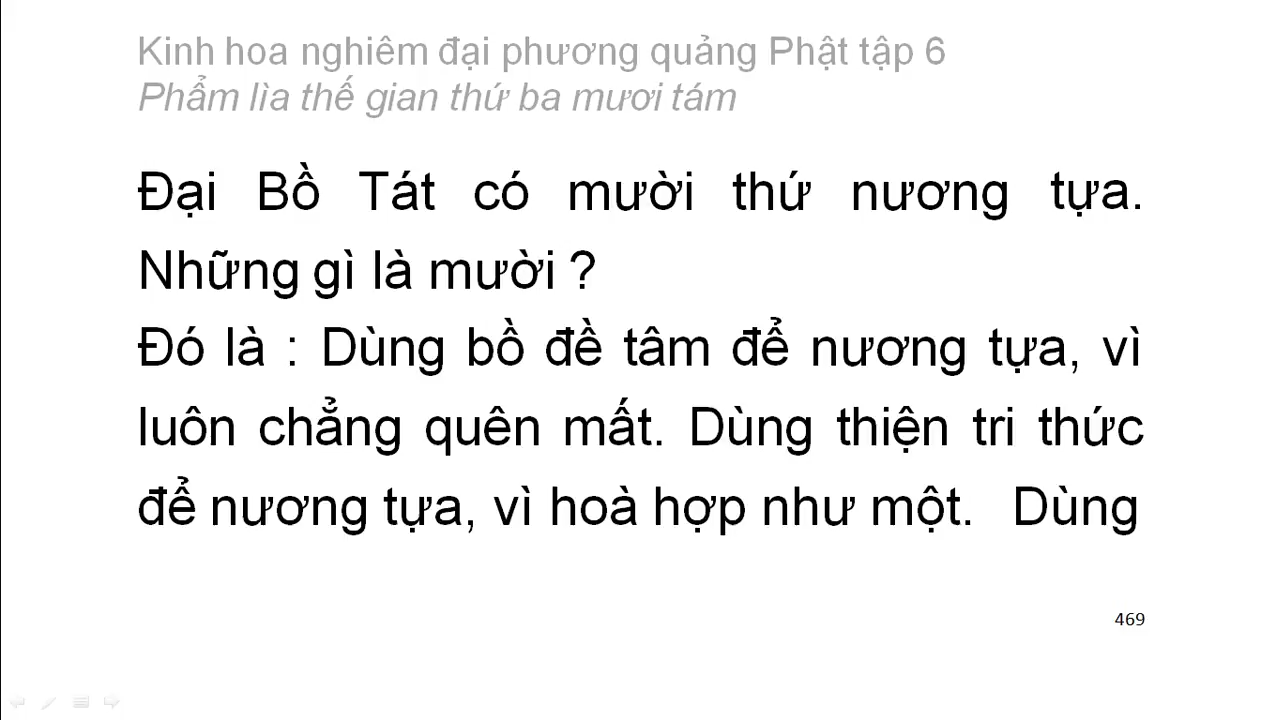 Kinh hoa nghiêm đại phương quảng Phật tập 6
Phẩm lìa thế gian thứ ba mươi tám
Đại Bồ Tát có mười thứ nương tựa.
Những gì là mười ?
Đó là : Dùng bồ đề tâm để nương tựa, vì
luôn chẳng quên mất. Dùng thiện tri thức
để nương tựa, vì hoà hợp như một. Dùng
469